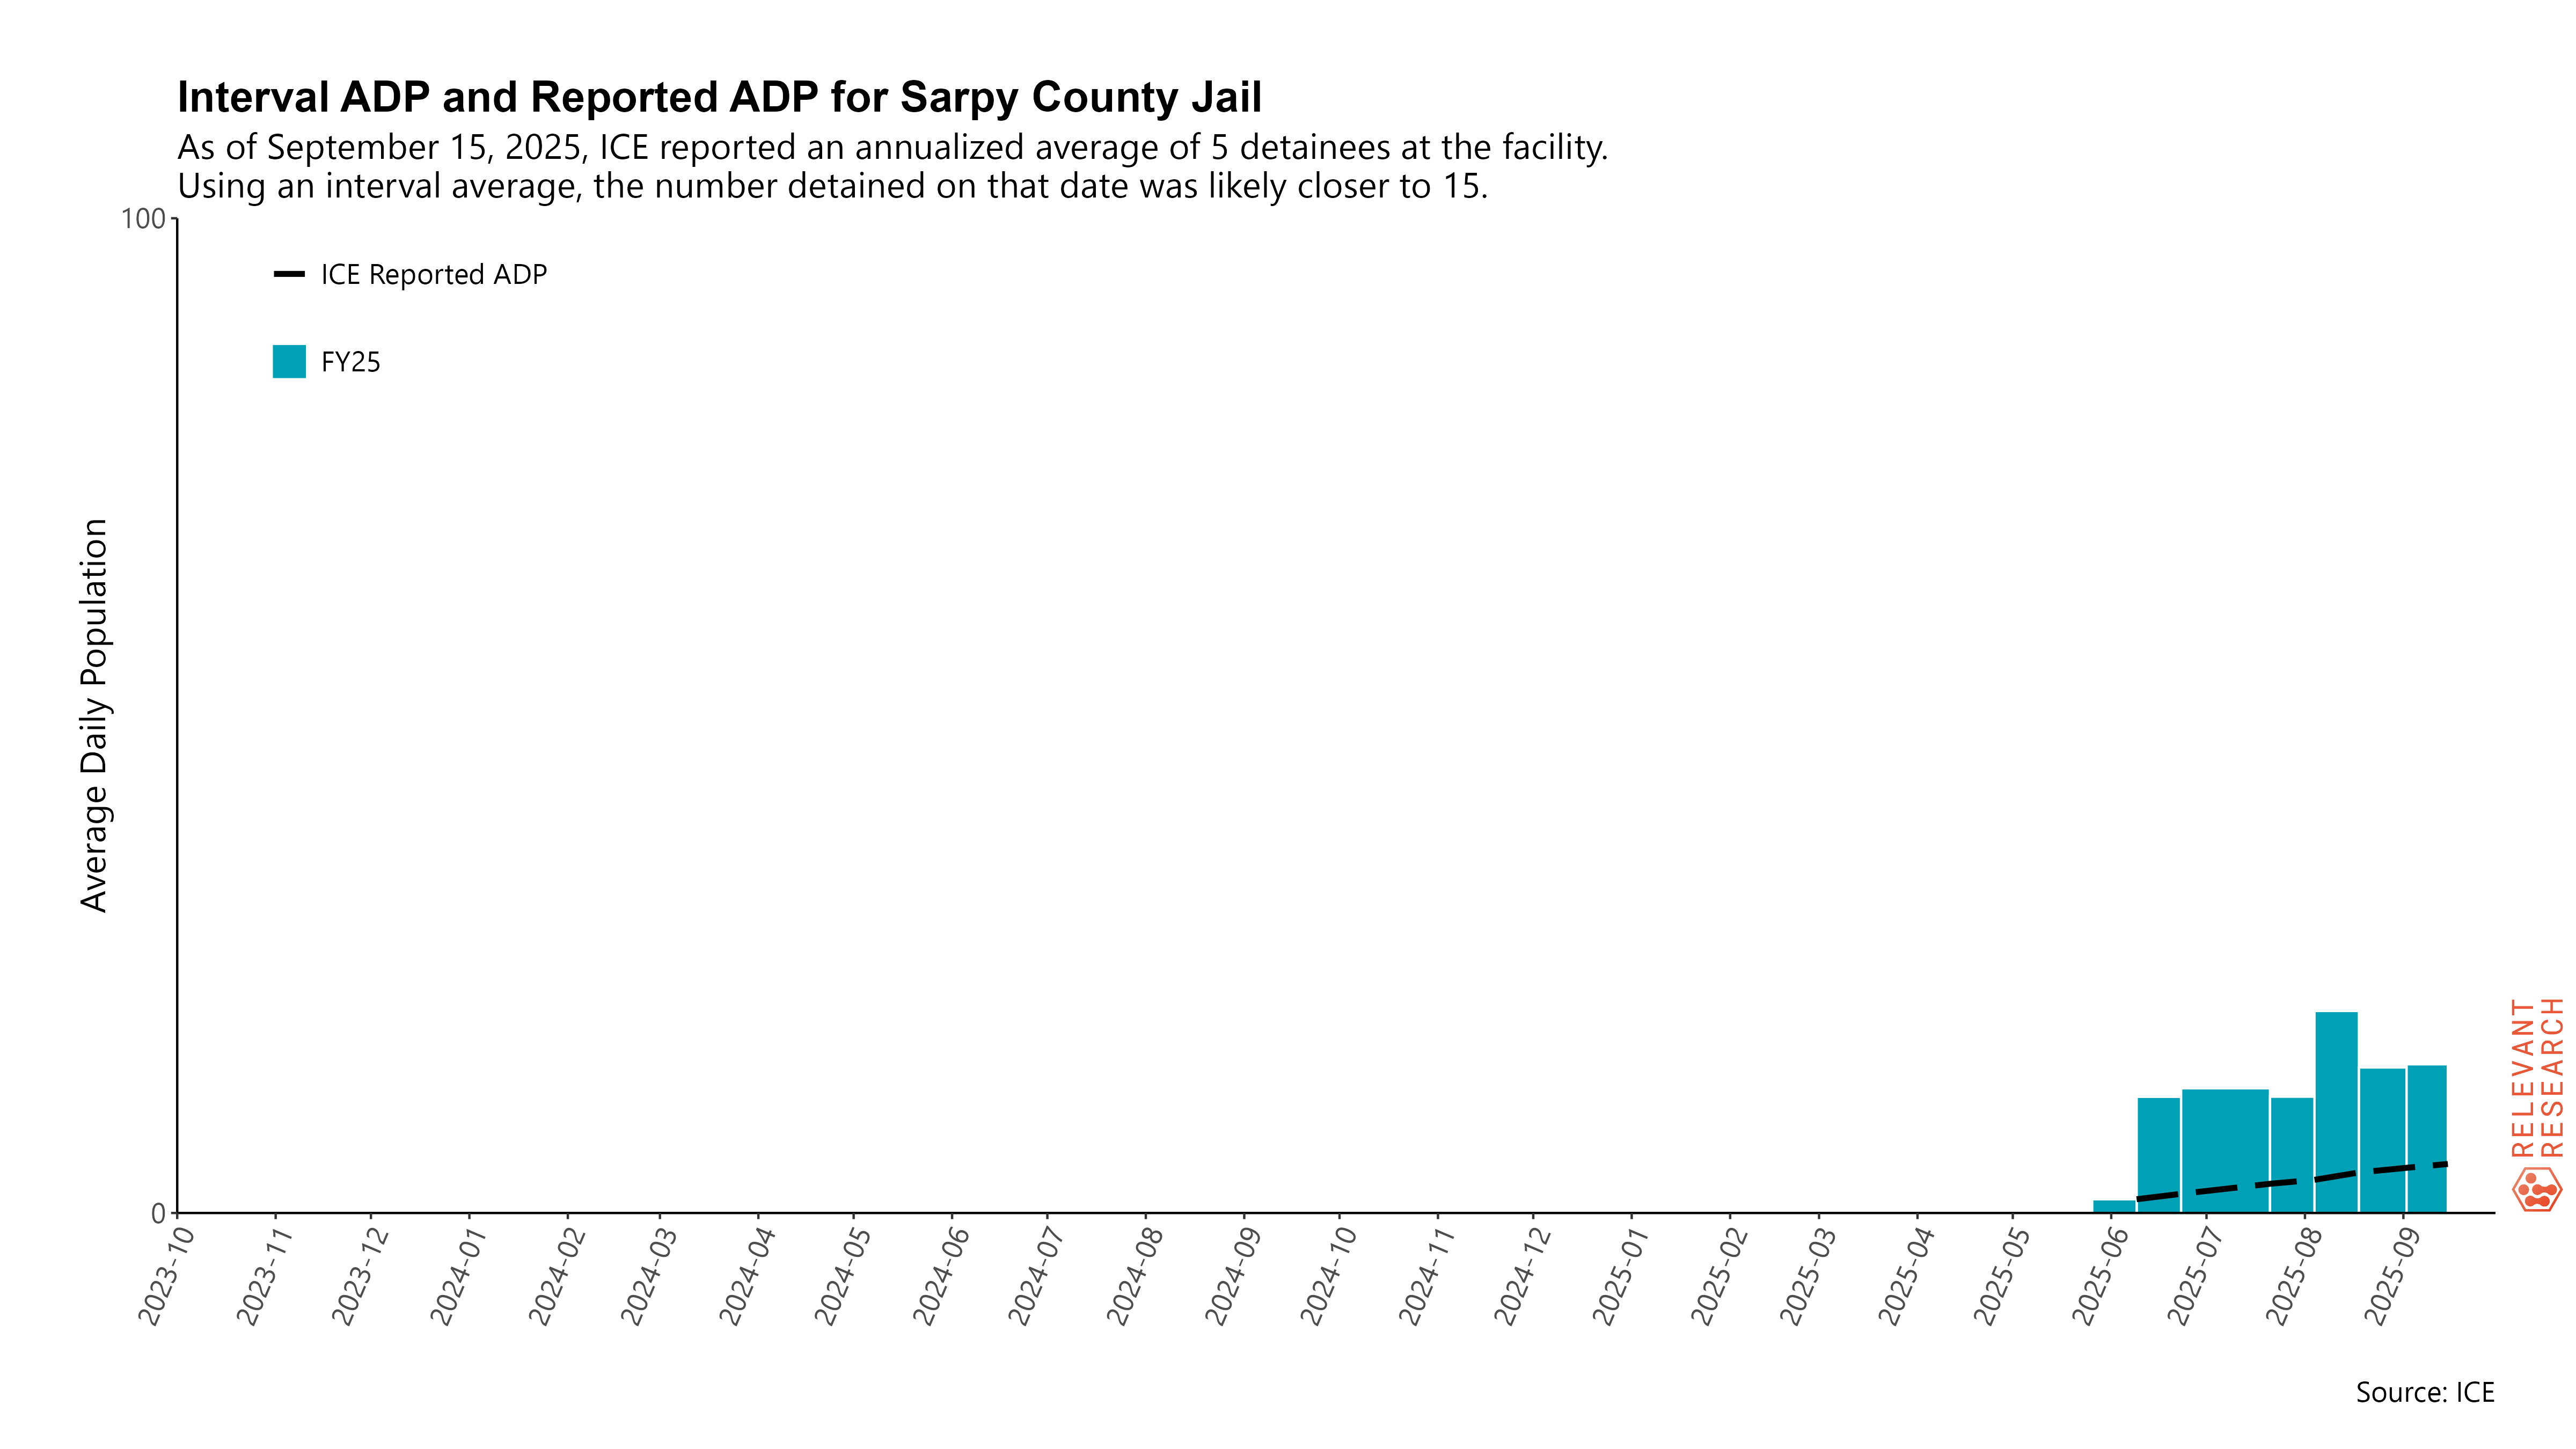 Interval ADP and Reported ADP for Sarpy County Jail
As of September 15, 2025, ICE reported an annualized average of 5 detainees at the facility.
Using an interval average, the number detained on that date was likely closer to 15.
100
ICE Reported ADP
FY25
Average Daily Population
0
2023-10
2023-11
2023-12
2024-01
2024-02
2024-03
2024-04
2024-05
2024-06
2024-07
2024-08
2024-09
2024-10
2024-11
2024-12
2025-01
2025-02
2025-03
2025-04
2025-05
2025-06
2025-07
2025-08
2025-09
RELEVANT
RESEARCH
Source: ICE